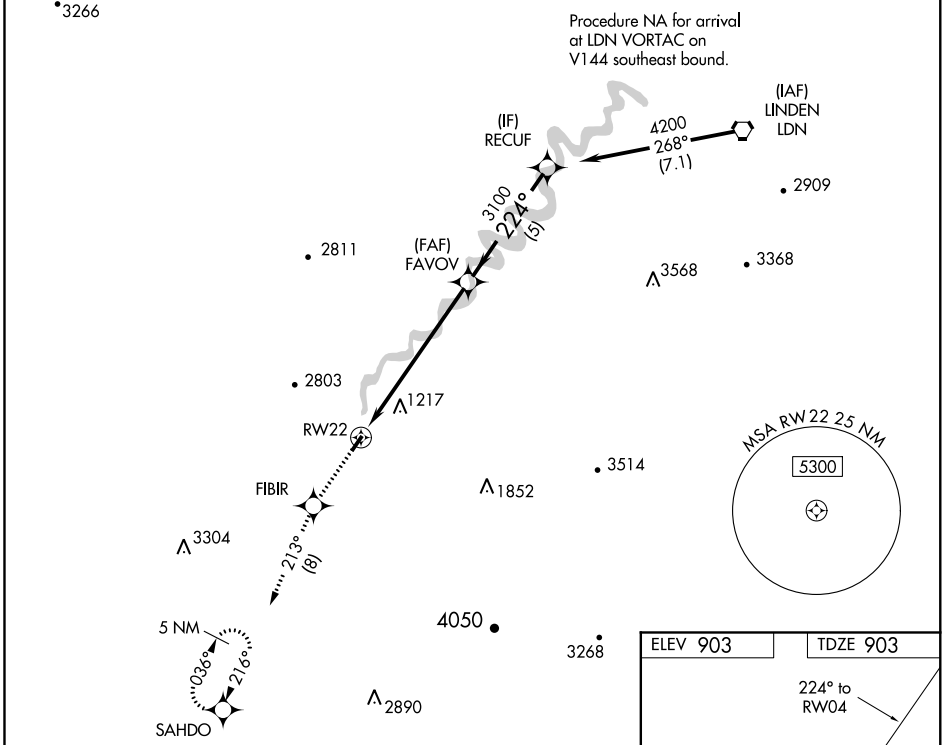 3266
Procedure NA for arrival
at LDN VORTAC on
V144 southeast bound.
(IAF)
LINDEN
LDN
(IF)
RECUF
4200
268°
(7.1)
2909
3100
224°
(5)
2811
(FAF)
FAVOV
3568
3368
2803
1217
RW22
MSA RW22 25 NM
5300
3514
FIBIR
1852
3304
213°
(8)
4050
5 NM
036°
216°
3268
ELEV 903
TDZE 903
224° to
RW04
2890
SAHDO